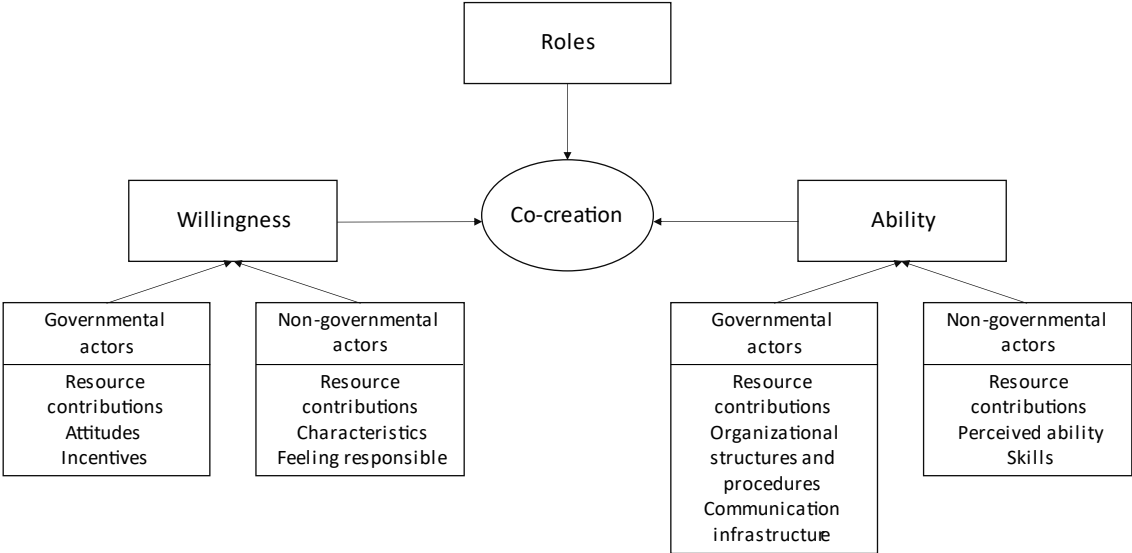 Roles
Willingness
Co-creation
Ability
Governmental
actors
Resource
contributions
Attitudes
Incentives
Non-governmental
actors
Resource
contributions
Characteristics
Feeling responsible
Governmental
actors
Resource
contributions
Organizational
structures and
procedures
Communication
infrastructure
Non-governmental
actors
Resource
contributions
Perceived ability
Skills